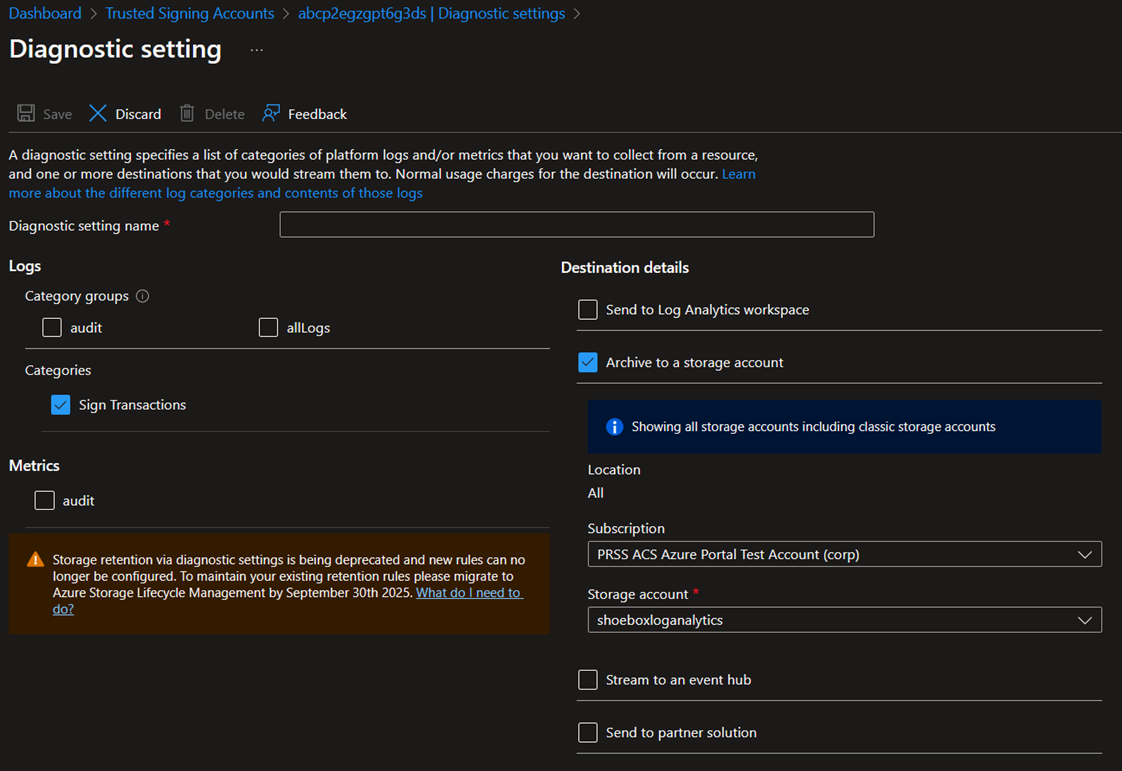 Dashboard > Trusted Signing Accounts > abcp2egzgpt6g3ds | Diagnostic settings >
Diagnostic setting ...
Save Discard Delete Feedback
A diagnostic setting specifies a list of categories of platform logs and/or metrics that you want to collect from a resource,
and one or more destinations that you would stream them to. Normal usage charges for the destination will occur. Learn
more about the different log categories and contents of those logs
Diagnostic setting name *
Logs
Category groups
audit
allLogs
Categories
Sign Transactions
Metrics
audit
Storage retention via diagnostic settings is being deprecated and new rules can no
longer be configured. To maintain your existing retention rules please migrate to
Azure Storage Lifecycle Management by September 30th 2025. What do I need to
do?
Destination details
Send to Log Analytics workspace
Archive to a storage account
Showing all storage accounts including classic storage accounts
Location
All
Subscription
PRSS ACS Azure Portal Test Account (corp)
Storage account *
shoeboxloganalytics
Stream to an event hub
Send to partner solution